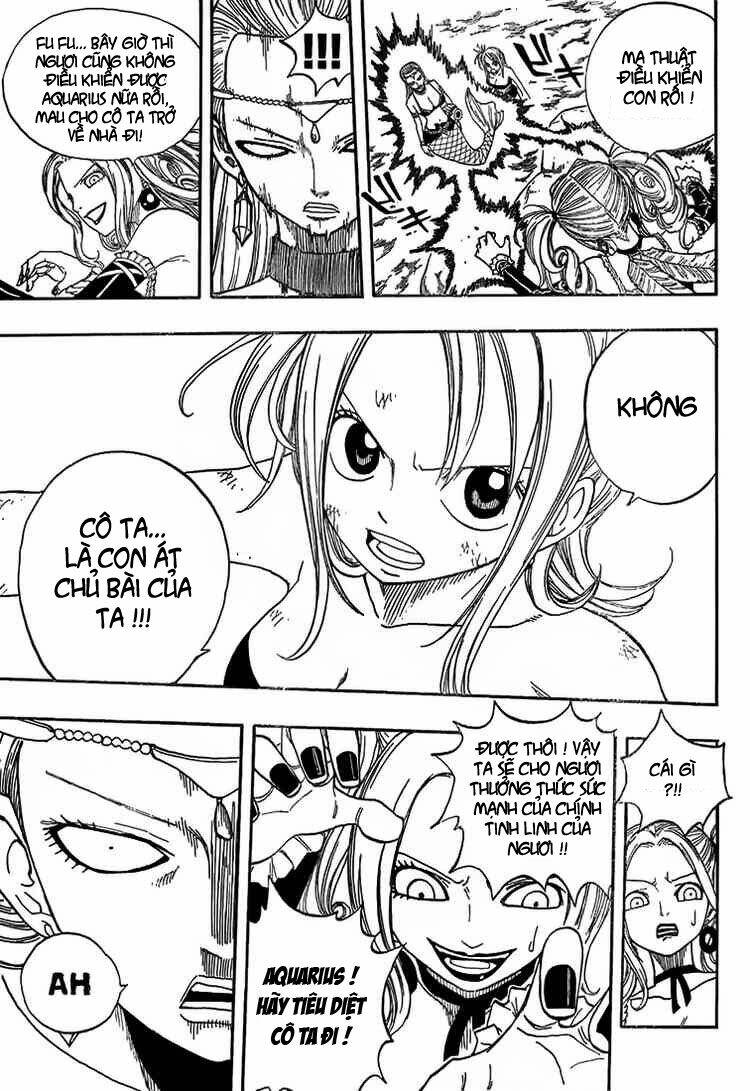 MA THUẬT
ĐIỀU KHIỂN
CON RỐI !
!!!
FU FU... BÂY GIỜ THÌ
NGƯƠI CŨNG KHÔNG
ĐIỀU KHIỂN ĐƯỢC
AQUARIUS NỮA RỒI,
MAU CHO CÔ TA TRỞ
VỀ NHÀ ĐI!
KHÔNG
CÔ TA...
LÀ CON ÁT
CHỦ BÀI CỦA
TA !!!
CÁI GÌ
?!!
ĐƯỢC THÔI ! VẬY
TA SẼ CHO NGƯƠI
THƯỞNG THỨC SỨC
MẠNH CỦA CHÍNH
TINH LINH CỦA
NGƯƠI !!
AQUARIUS !
HÃY TIÊU DIỆT
CÔ TA ĐI !
AH